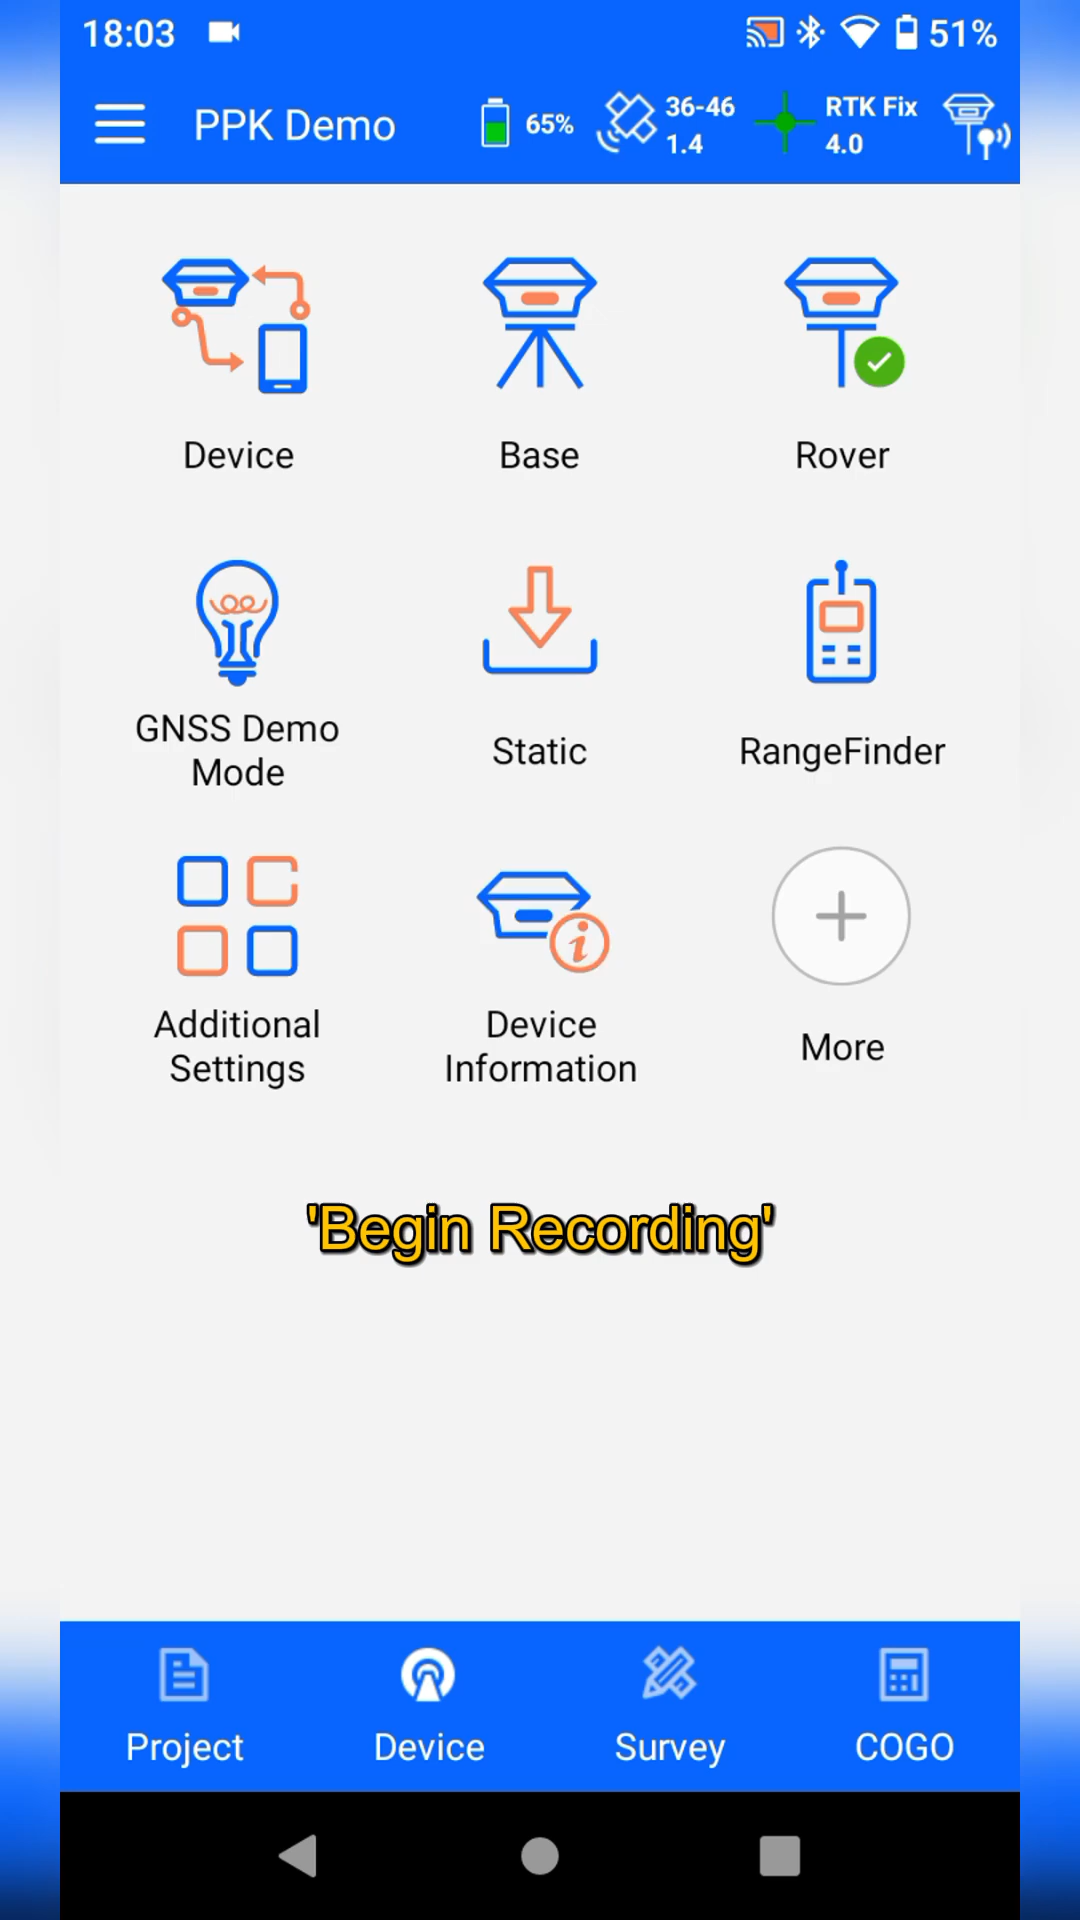 18:03 51%
PPK Demo 65% 36-46 1.4 RTK Fix 4.0
Device Base Rover
GNSS Demo Mode Static RangeFinder
Additional Settings Device Information More
'Begin Recording'
Project Device Survey COGO